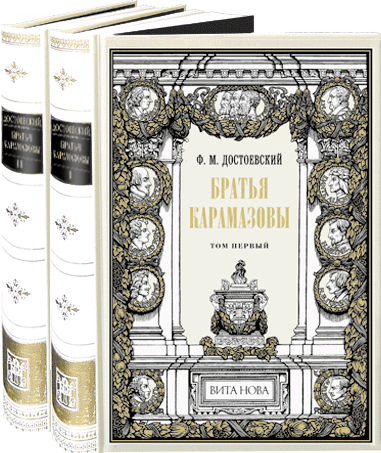 ДОСТОЕВСКИЙ
БРАТЬЯ
КАРАМАЗОВЫ
II
ДОСТОЕВСКИЙ
БРАТЬЯ
КАРАМАЗОВЫ
I
Ф. М. ДОСТОЕВСКИЙ
БРАТЬЯ
КАРАМАЗОВЫ
ТОМ ПЕРВЫЙ
ВИТА НОВА